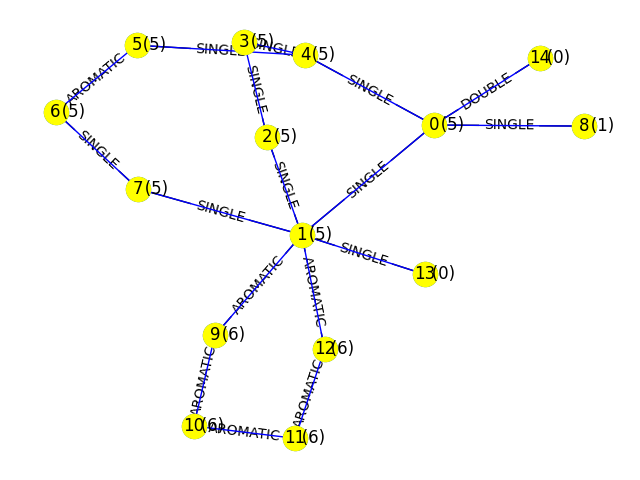 3(5)
5(5)
SINGLE
SINGLE
4(5)
14(0)
AROMATIC
SINGLE
SINGLE
DOUBLE
6(5)
0(5)
SINGLE
8(1)
2(5)
SINGLE
SINGLE
SINGLE
7(5)
SINGLE
1(5)
SINGLE
13(0)
AROMATIC
AROMATIC
9(6)
12(6)
AROMATIC
AROMATIC
10(6)
AROMATIC
11(6)